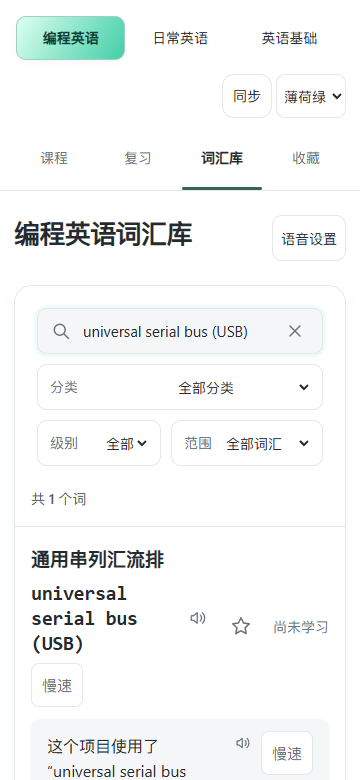 编程英语 日常英语 英语基础
同步 薄荷绿
课程 复习 词汇库 收藏
编程英语词汇库 语音设置
universal serial bus (USB)
分类 全部分类
级别 全部 范围 全部词汇
共 1 个词
通用串列汇流排
universal
serial bus
(USB)
尚未学习
慢速
这个项目使用了 慢速
“universal serial bus